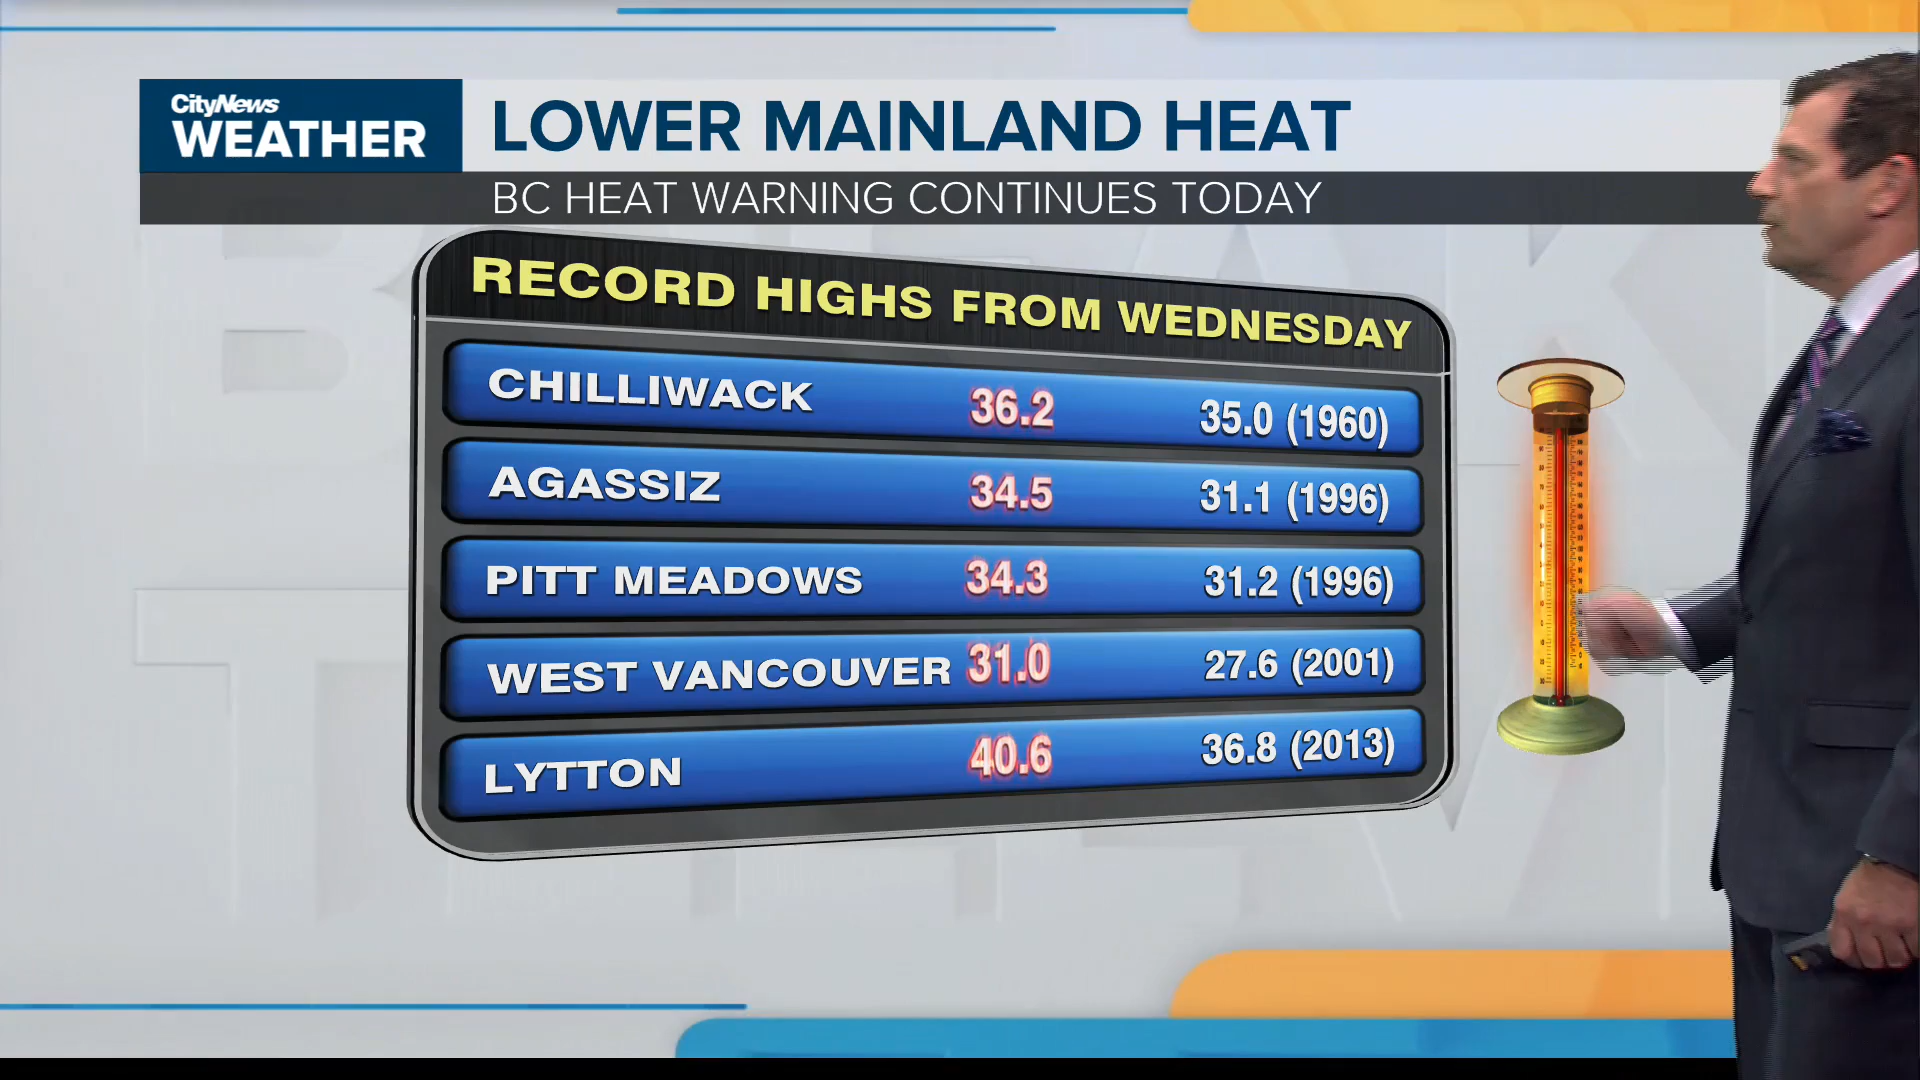 CityNews
WEATHER
LOWER MAINLAND HEAT
BC HEAT WARNING CONTINUES TODAY
RECORD HIGHS FROM WEDNESDAY
CHILLIWACK 36.2 35.0 (1960)
AGASSIZ 34.5 31.1 (1996)
PITT MEADOWS 34.3 31.2 (1996)
WEST VANCOUVER 31.0 27.6 (2001)
LYTTON 40.6 36.8 (2013)